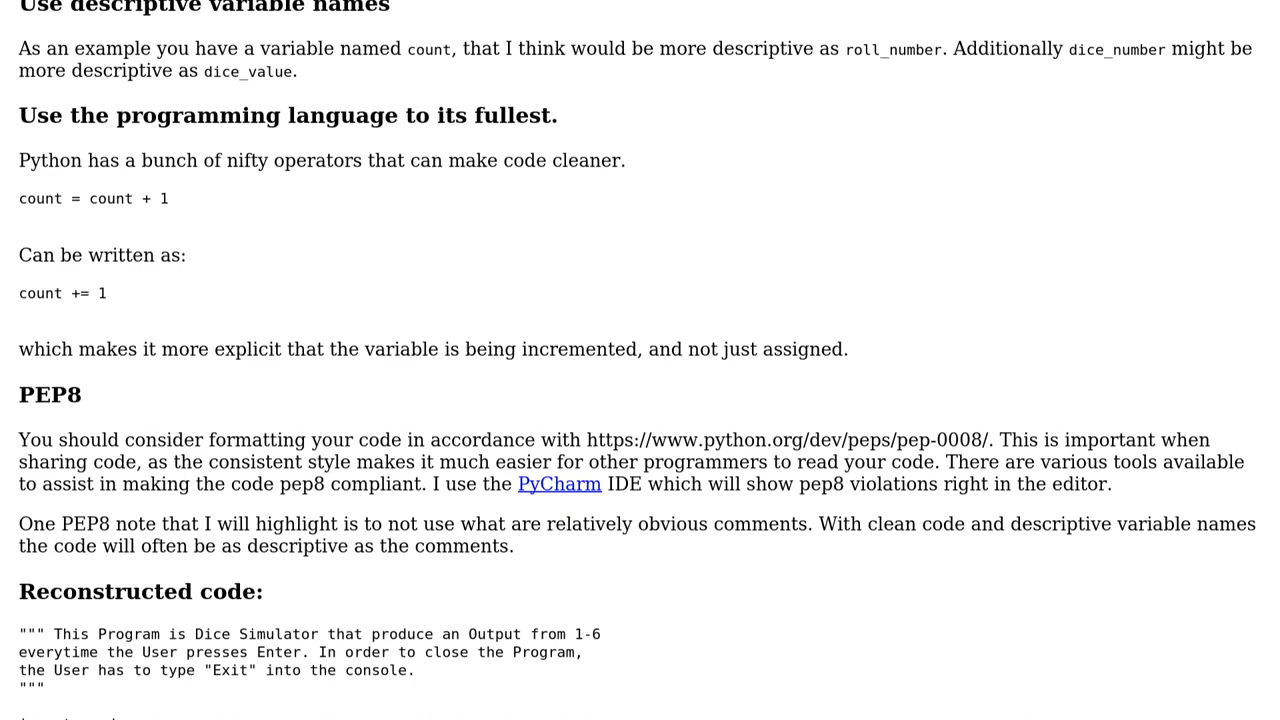 Use descriptive variable names
As an example you have a variable named count, that I think would be more descriptive as roll_number. Additionally dice_number might be
more descriptive as dice_value.
Use the programming language to its fullest.
Python has a bunch of nifty operators that can make code cleaner.
count = count + 1
Can be written as:
count += 1
which makes it more explicit that the variable is being incremented, and not just assigned.
PEP8
You should consider formatting your code in accordance with https://www.python.org/dev/peps/pep-0008/. This is important when
sharing code, as the consistent style makes it much easier for other programmers to read your code. There are various tools available
to assist in making the code pep8 compliant. I use the PyCharm IDE which will show pep8 violations right in the editor.
One PEP8 note that I will highlight is to not use what are relatively obvious comments. With clean code and descriptive variable names
the code will often be as descriptive as the comments.
Reconstructed code:
""" This Program is Dice Simulator that produce an Output from 1-6
everytime the User presses Enter. In order to close the Program,
the User has to type "Exit" into the console.
"""